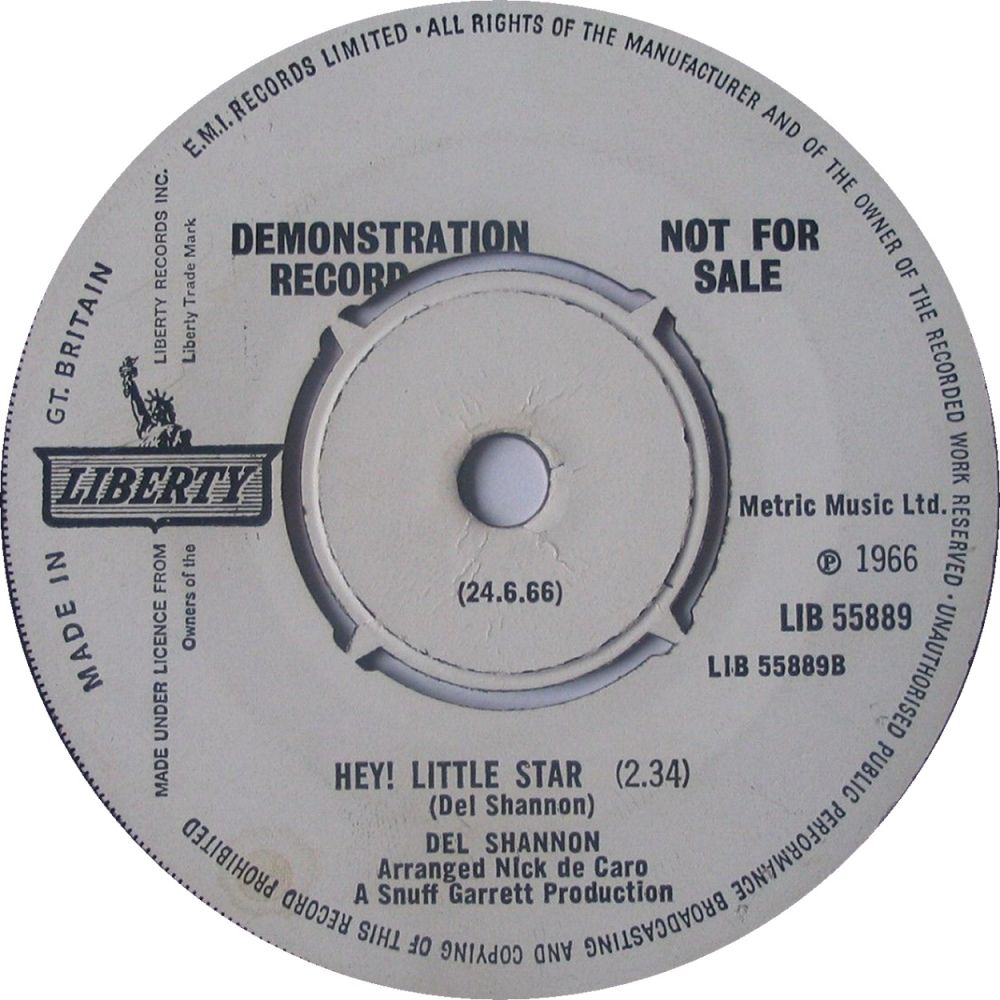 E.M.I. RECORDS LIMITED · ALL RIGHTS OF THE MANUFACTURER AND OF THE OWNER OF THE RECORDED WORK RESERVED · UNAUTHORISED PUBLIC PERFORMANCE BROADCASTING AND COPYING OF THIS RECORD PROHIBITED
MADE IN GT. BRITAIN
MADE UNDER LICENCE FROM LIBERTY RECORDS INC.
Owners of the Liberty Trade Mark
LIBERTY
DEMONSTRATION
RECORD
NOT FOR
SALE
Metric Music Ltd.
℗ 1966
LIB 55889
LIB 55889B
(24.6.66)
HEY! LITTLE STAR (2.34)
(Del Shannon)
DEL SHANNON
Arranged Nick de Caro
A Snuff Garrett Production